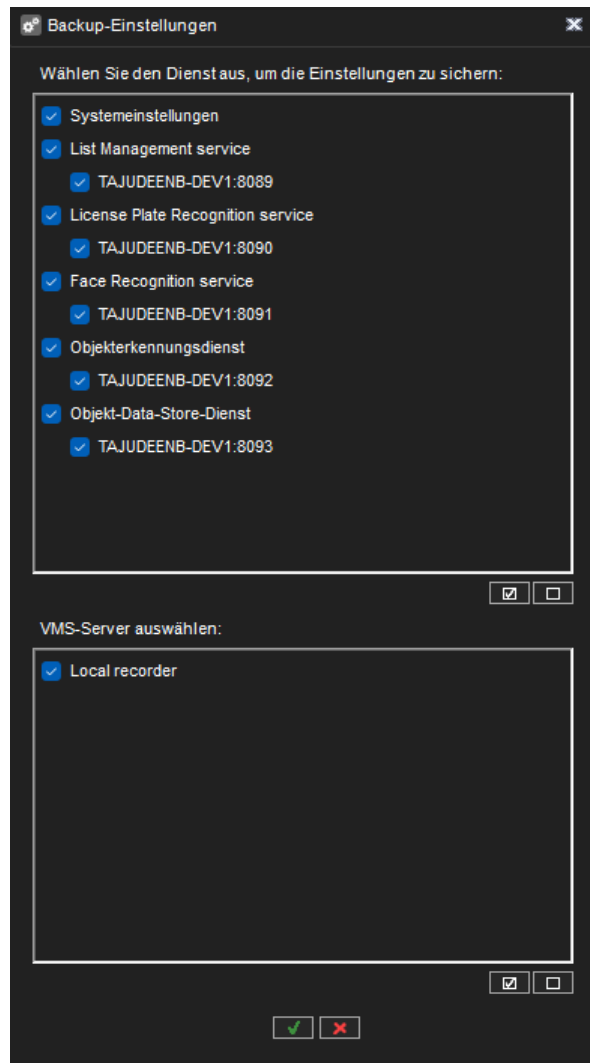 Backup-Einstellungen
Wählen Sie den Dienst aus, um die Einstellungen zu sichern:
Systemeinstellungen
List Management service
TAJUDEENB-DEV1:8089
License Plate Recognition service
TAJUDEENB-DEV1:8090
Face Recognition service
TAJUDEENB-DEV1:8091
Objekterkennungsdienst
TAJUDEENB-DEV1:8092
Objekt-Data-Store-Dienst
TAJUDEENB-DEV1:8093
VMS-Server auswählen:
Local recorder